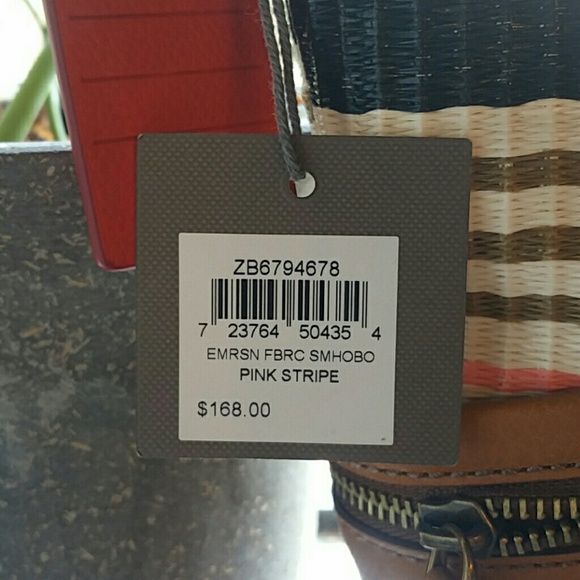 ZB6794678
7 23764 50435 4
EMRSN FBRC SMHOBO
PINK STRIPE
$168.00